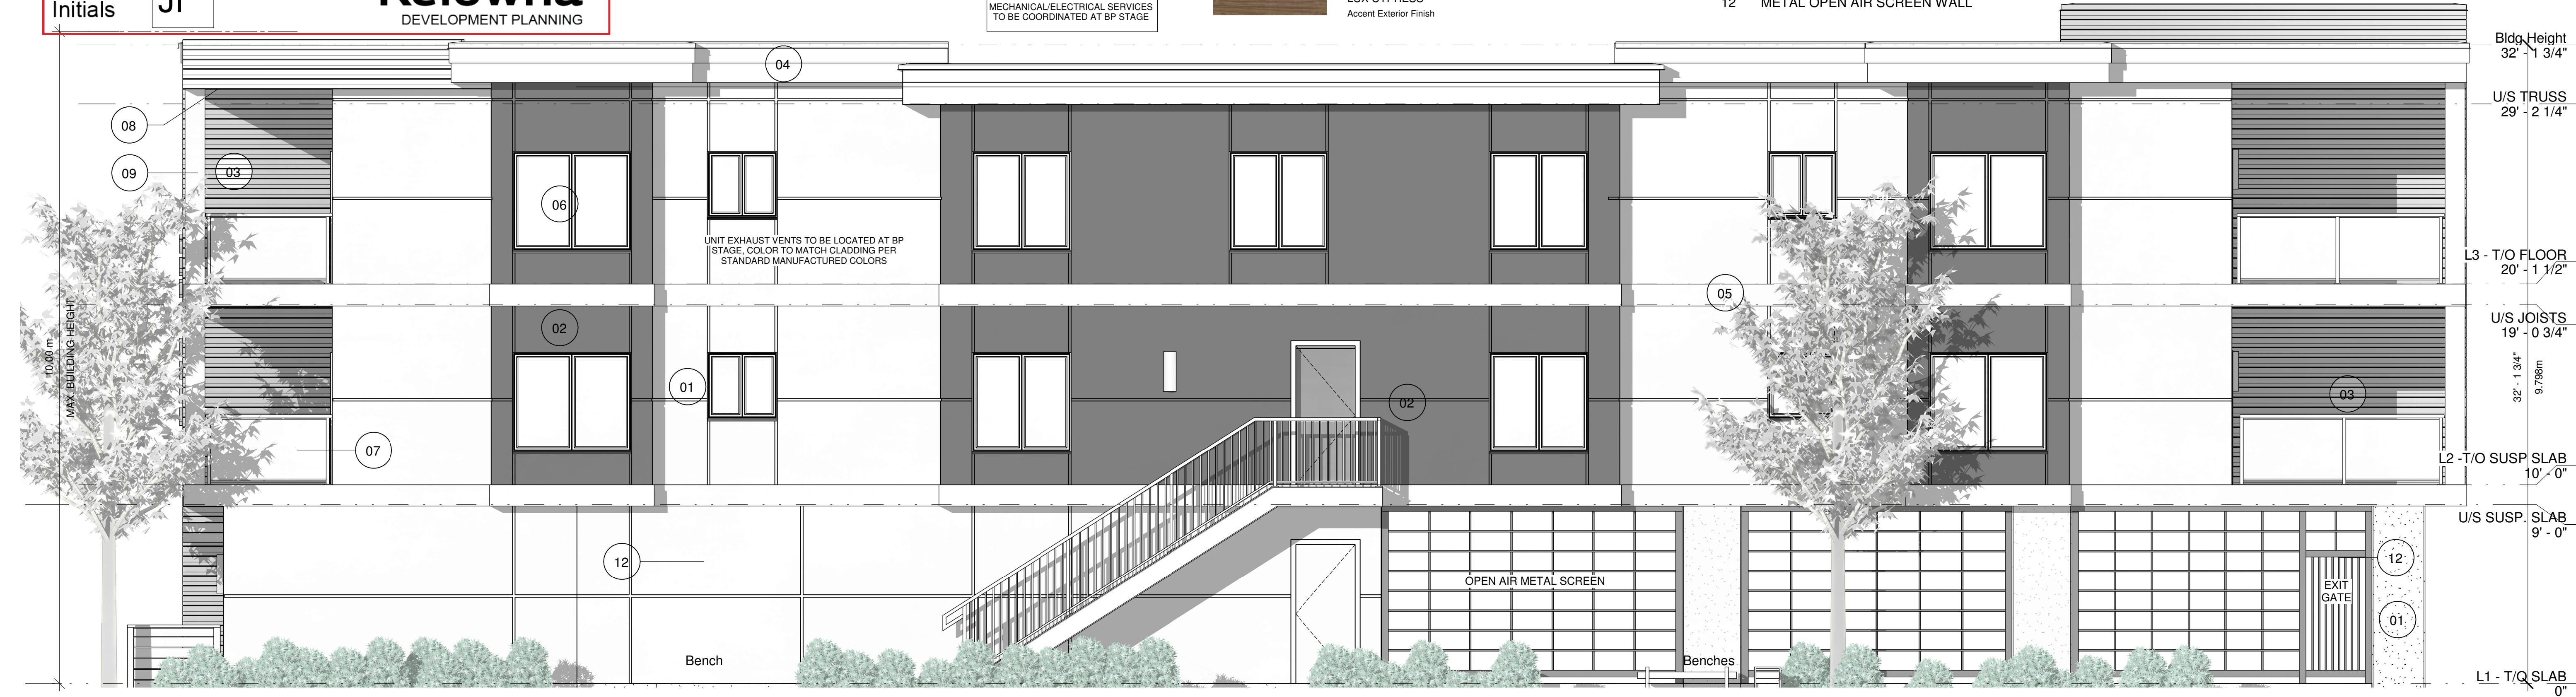 Initials
JI
Kelowna
DEVELOPMENT PLANNING
MECHANICAL/ELECTRICAL SERVICES
TO BE COORDINATED AT BP STAGE
LUX CYPRESS
Accent Exterior Finish
12 METAL OPEN AIR SCREEN WALL
Bldg Height
32' - 1 3/4"
04
U/S TRUSS
29' - 2 1/4"
08
09
03
06
UNIT EXHAUST VENTS TO BE LOCATED AT BP
STAGE, COLOR TO MATCH CLADDING PER
STANDARD MANUFACTURED COLORS
L3 - T/O FLOOR
20' - 1 1/2"
05
02
U/S JOISTS
19' - 0 3/4"
10.00 m
MAX BUILDING HEIGHT
01
02
03
32' - 1 3/4"
9.798m
07
L2 -T/O SUSP SLAB
10' - 0"
U/S SUSP. SLAB
9' - 0"
12
OPEN AIR METAL SCREEN
EXIT
GATE
12
01
Bench
Benches
L1 - T/O SLAB
0"